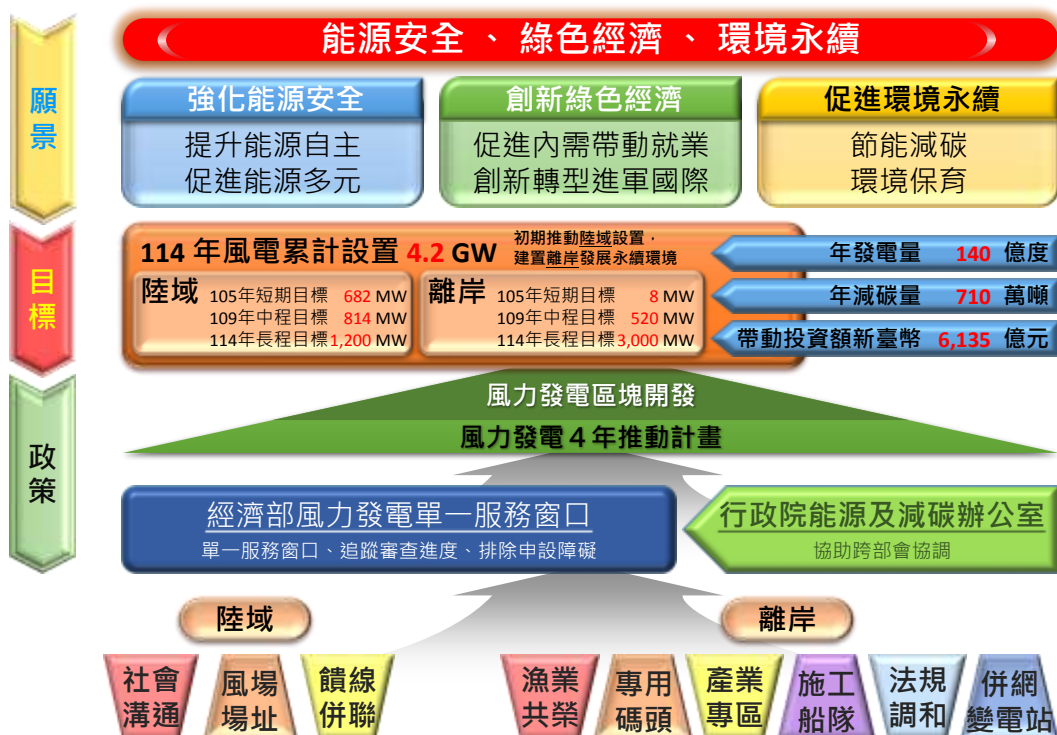 願景
能源安全、綠色經濟、環境永續
強化能源安全
提升能源自主
促進能源多元
創新綠色經濟
促進內需帶動就業
創新轉型進軍國際
促進環境永續
節能減碳
環境保育
目標
114 年風電累計設置 4.2 GW
初期推動陸域設置，
建置離岸發展永續環境
陸域
105年短期目標 682 MW
109年中程目標 814 MW
114年長程目標 1,200 MW
離岸
105年短期目標 8 MW
109年中程目標 520 MW
114年長程目標 3,000 MW
年發電量 140 億度
年減碳量 710 萬噸
帶動投資額新臺幣 6,135 億元
政策
風力發電區塊開發
風力發電 4 年推動計畫
經濟部風力發電單一服務窗口
單一服務窗口、追蹤審查進度、排除申設障礙
行政院能源及減碳辦公室
協助跨部會協調
陸域
社會
溝通
風場
場址
饋線
併聯
離岸
漁業
共榮
專用
碼頭
產業
專區
施工
船隊
法規
調和
併網
變電站